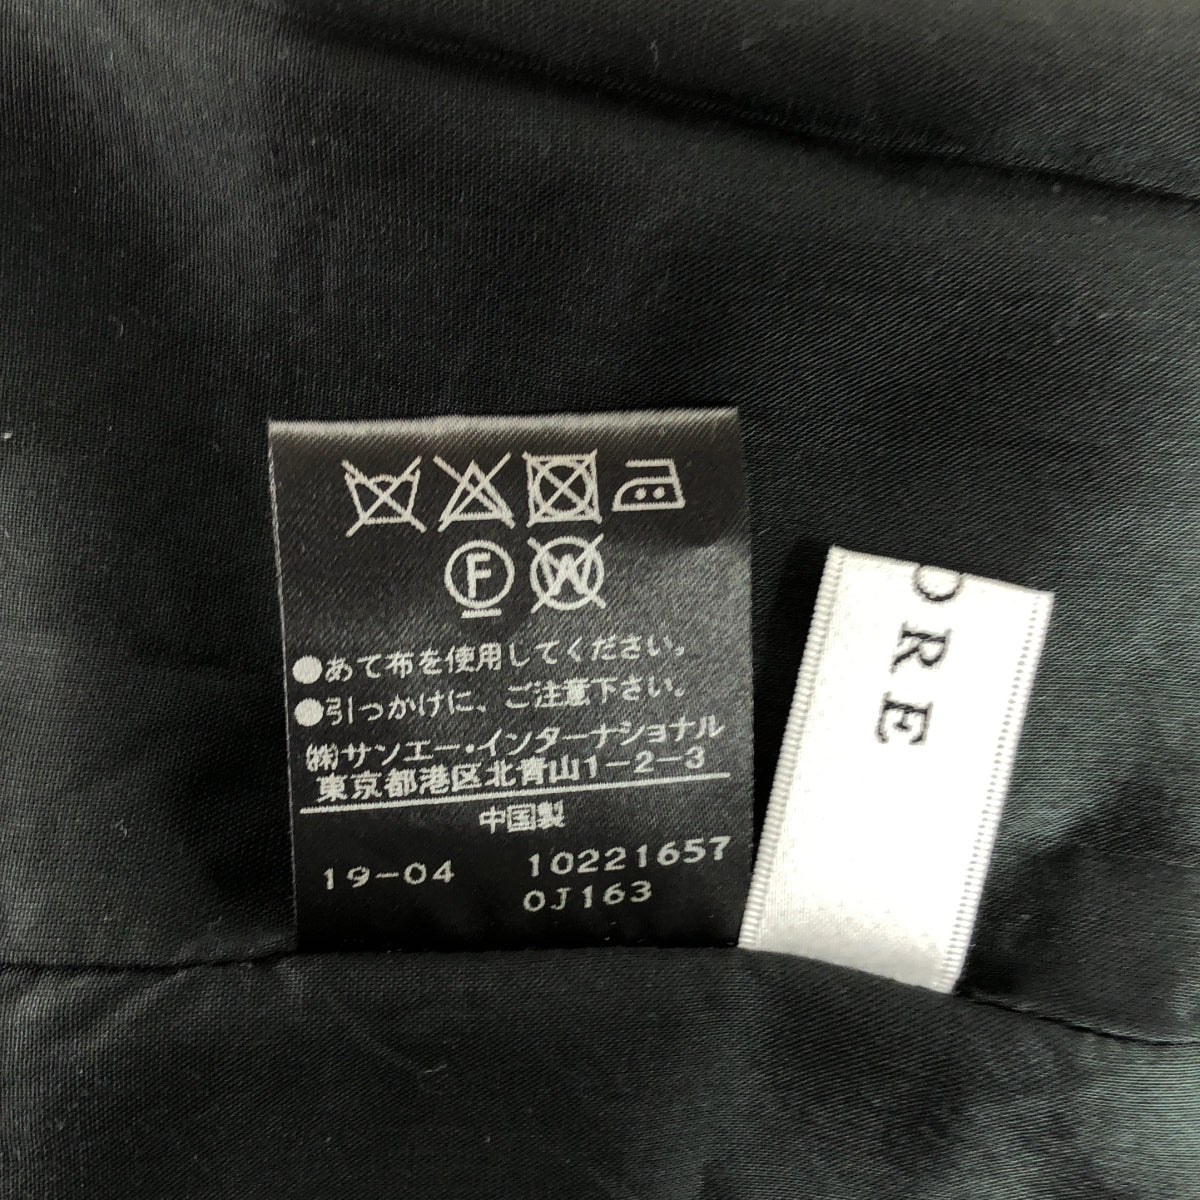 F W
●あて布を使用してください。
●引っかけに、ご注意下さい。
㈱サンエー・インターナショナル
東京都港区北青山1-2-3
中国製
19-04 10221657
0J163
ORE